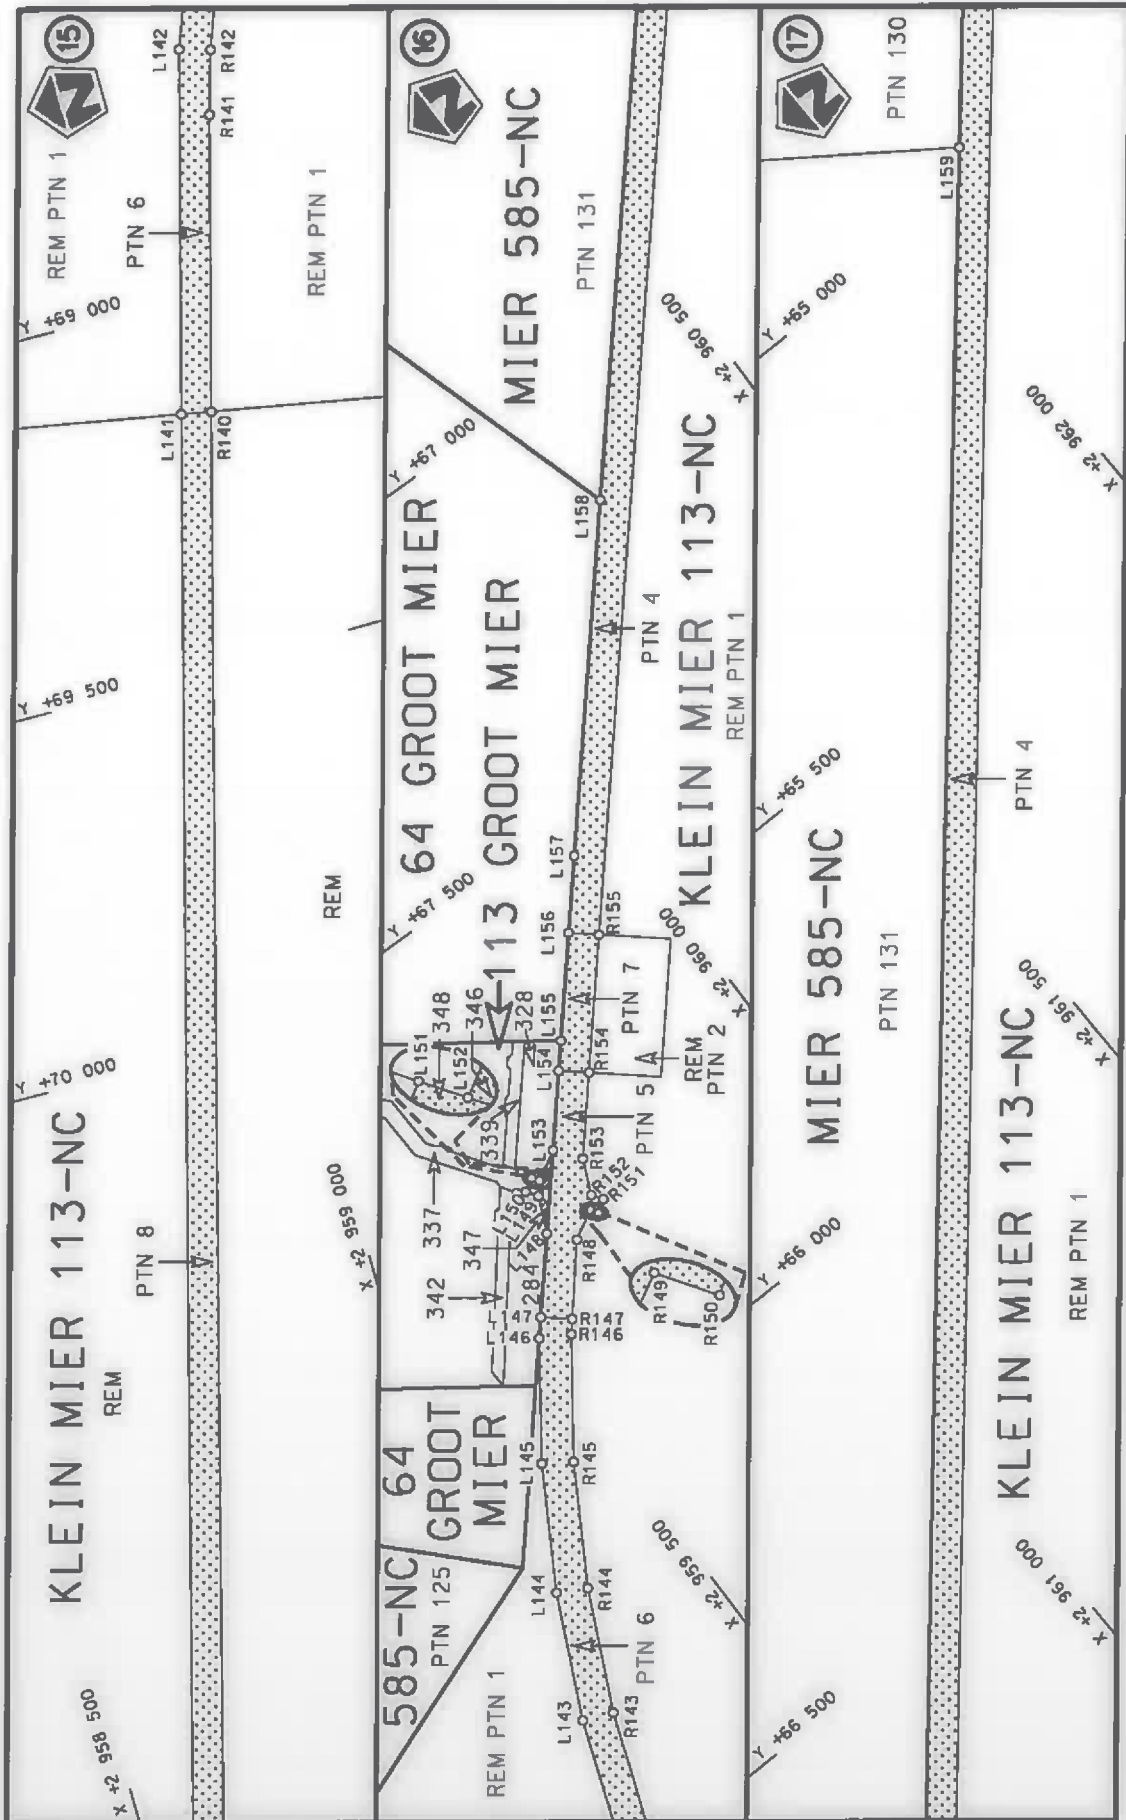 15
KLEIN MIER 113-NC
REM
X +2 958 500
Y +70 000
Y +69 500
Y +69 000
REM PTN 1
L141
L142
PTN 8
PTN 6
R140
R141
R142
REM
REM PTN 1
X +2 959 000
16
585-NC
PTN 125
64
GROOT
MIER
342
337
347
284
339
348
346
328
L151
L152
64 GROOT MIER
113 GROOT MIER
Y +67 500
Y +67 000
MIER 585-NC
PTN 131
REM PTN 1
L143
L144
L145
L146
L147
L148
L149
L150
L153
L154
L155
L156
L157
L158
R143
R144
R145
R146
R147
R148
R149
R150
R151
R152
R153
R154
R155
PTN 6
PTN 5
REM
PTN 2
PTN 7
PTN 4
KLEIN MIER 113-NC
REM PTN 1
X +2 959 500
X +2 960 000
X +2 960 500
17
Y +66 500
Y +66 000
Y +65 500
Y +65 000
MIER 585-NC
PTN 131
PTN 130
L159
PTN 4
KLEIN MIER 113-NC
REM PTN 1
X +2 961 000
X +2 961 500
X +2 962 000